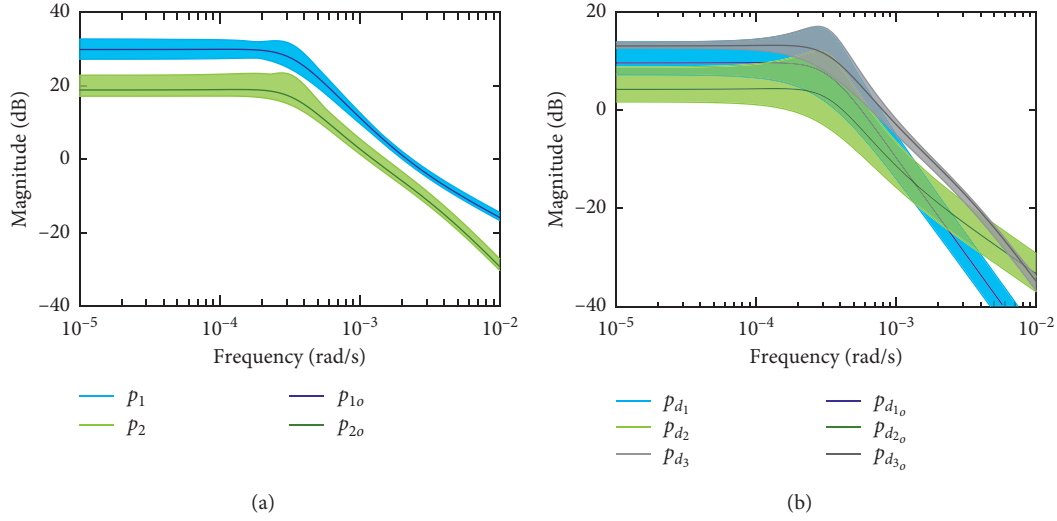 40
20
0
−20
−40
Magnitude (dB)
10−5
10−4
10−3
10−2
Frequency (rad/s)
p1
p1o
p2
p2o
(a)
20
0
−20
−40
Magnitude (dB)
10−5
10−4
10−3
10−2
Frequency (rad/s)
pd1
pd1o
pd2
pd2o
pd3
pd3o
(b)